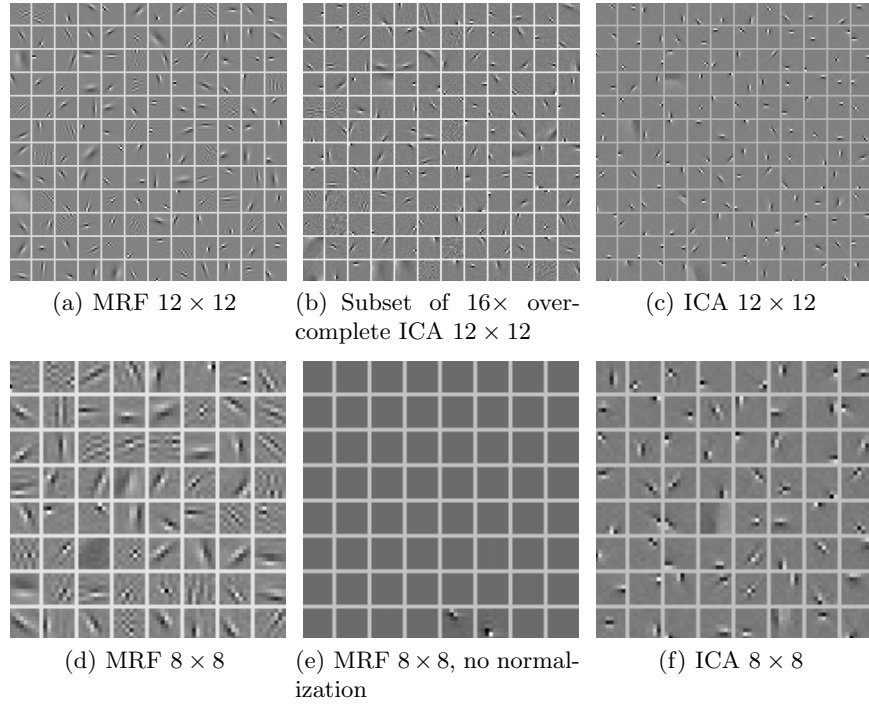 (a) MRF 12 × 12
(b) Subset of 16× over-
complete ICA 12 × 12
(c) ICA 12 × 12
(d) MRF 8 × 8
(e) MRF 8 × 8, no normal-
ization
(f) ICA 8 × 8